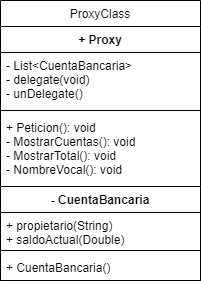 ProxyClass
+ Proxy
- List<CuentaBancaria>
- delegate(void)
- unDelegate()
+ Peticion(): void
- MostrarCuentas(): void
- MostrarTotal(): void
- NombreVocal(): void
- CuentaBancaria
+ propietario(String)
+ saldoActual(Double)
+ CuentaBancaria()